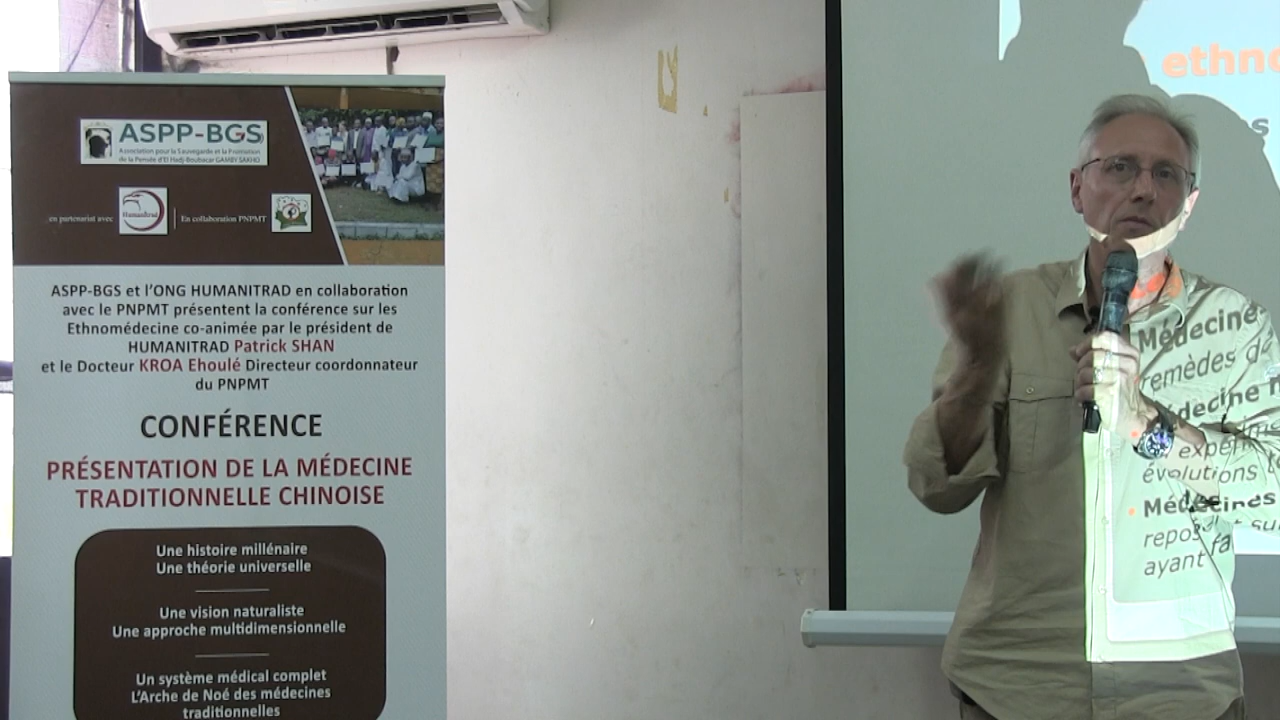 ASPP-BGS
Association pour la Sauvegarde et la Promotion
de la Pensée d'El Hadj-Boubacar GAMBY SAKHO
en partenariat avec
HumaniTrad
En collaboration PNPMT
ASPP-BGS et l'ONG HUMANITRAD en collaboration
avec le PNPMT présentent la conférence sur les
Ethnomédecine co-animée par le président de
HUMANITRAD Patrick SHAN
et le Docteur KROA Ehoulé Directeur coordonnateur
du PNPMT
CONFÉRENCE
PRÉSENTATION DE LA MÉDECINE
TRADITIONNELLE CHINOISE
Une histoire millénaire
Une théorie universelle
Une vision naturaliste
Une approche multidimensionnelle
Un système médical complet
L'Arche de Noé des médecines
traditionnelles
ethno
Médecine
remèdes de
évolutions
Médecines
ayant